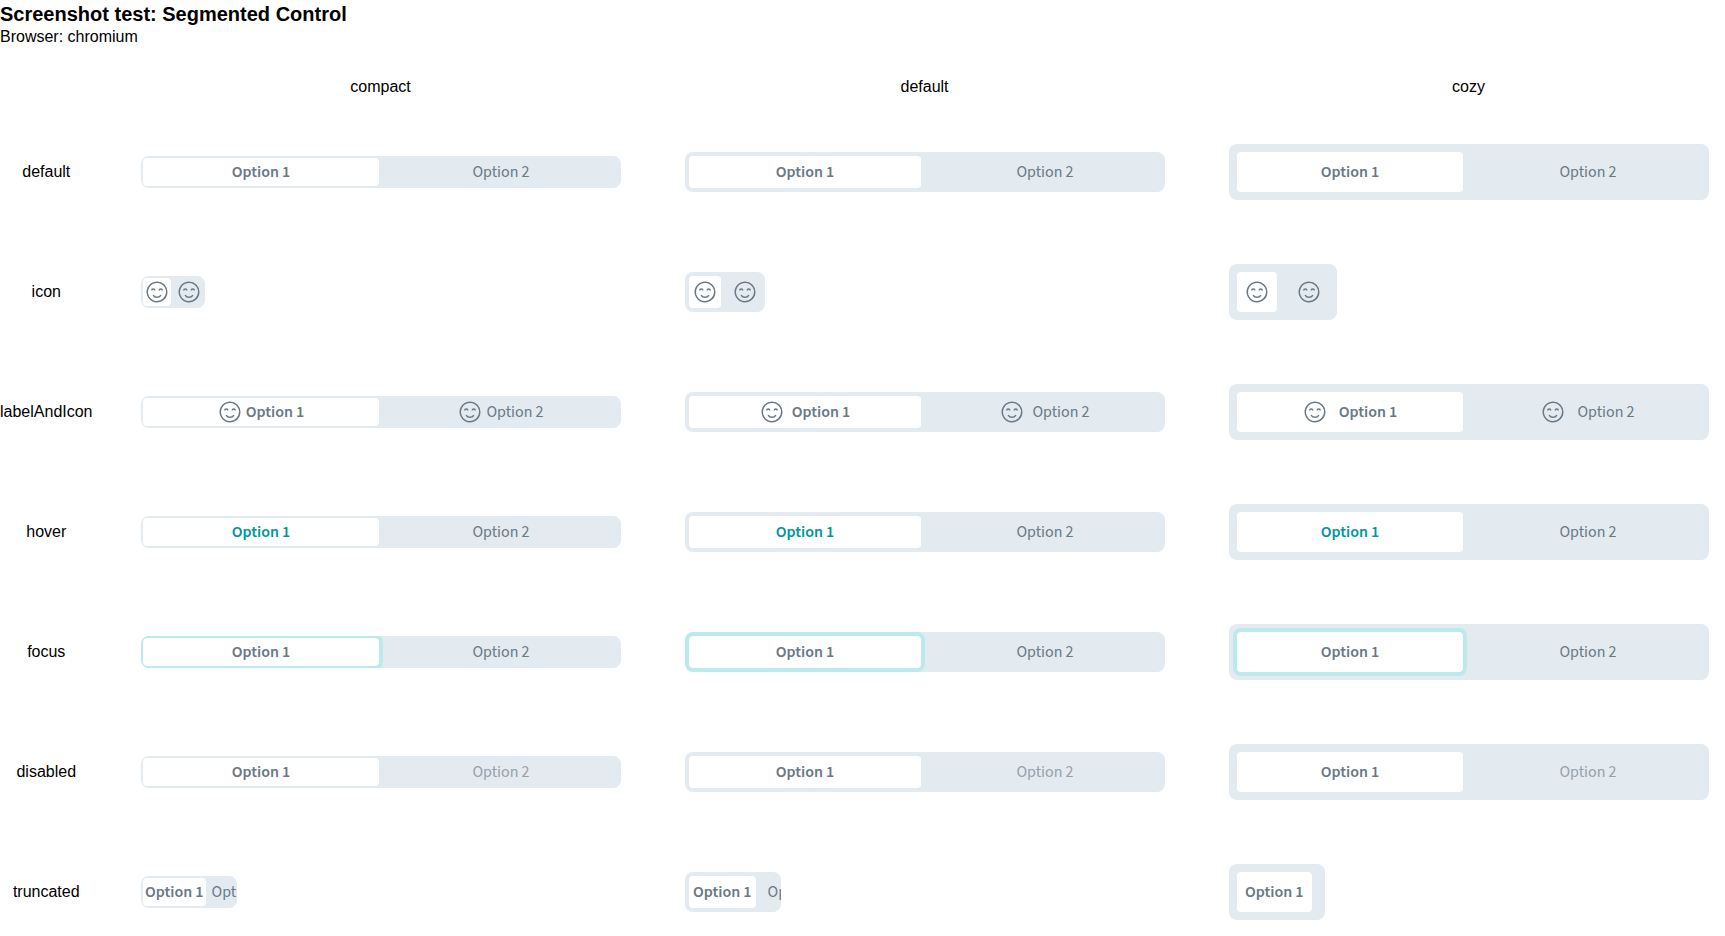 Screenshot test: Segmented Control
Browser: chromium
compact default cozy
default Option 1 Option 2 Option 1 Option 2 Option 1 Option 2
icon
labelAndIcon Option 1 Option 2 Option 1 Option 2 Option 1 Option 2
hover Option 1 Option 2 Option 1 Option 2 Option 1 Option 2
focus Option 1 Option 2 Option 1 Option 2 Option 1 Option 2
disabled Option 1 Option 2 Option 1 Option 2 Option 1 Option 2
truncated Option 1 Opt Option 1 Op Option 1